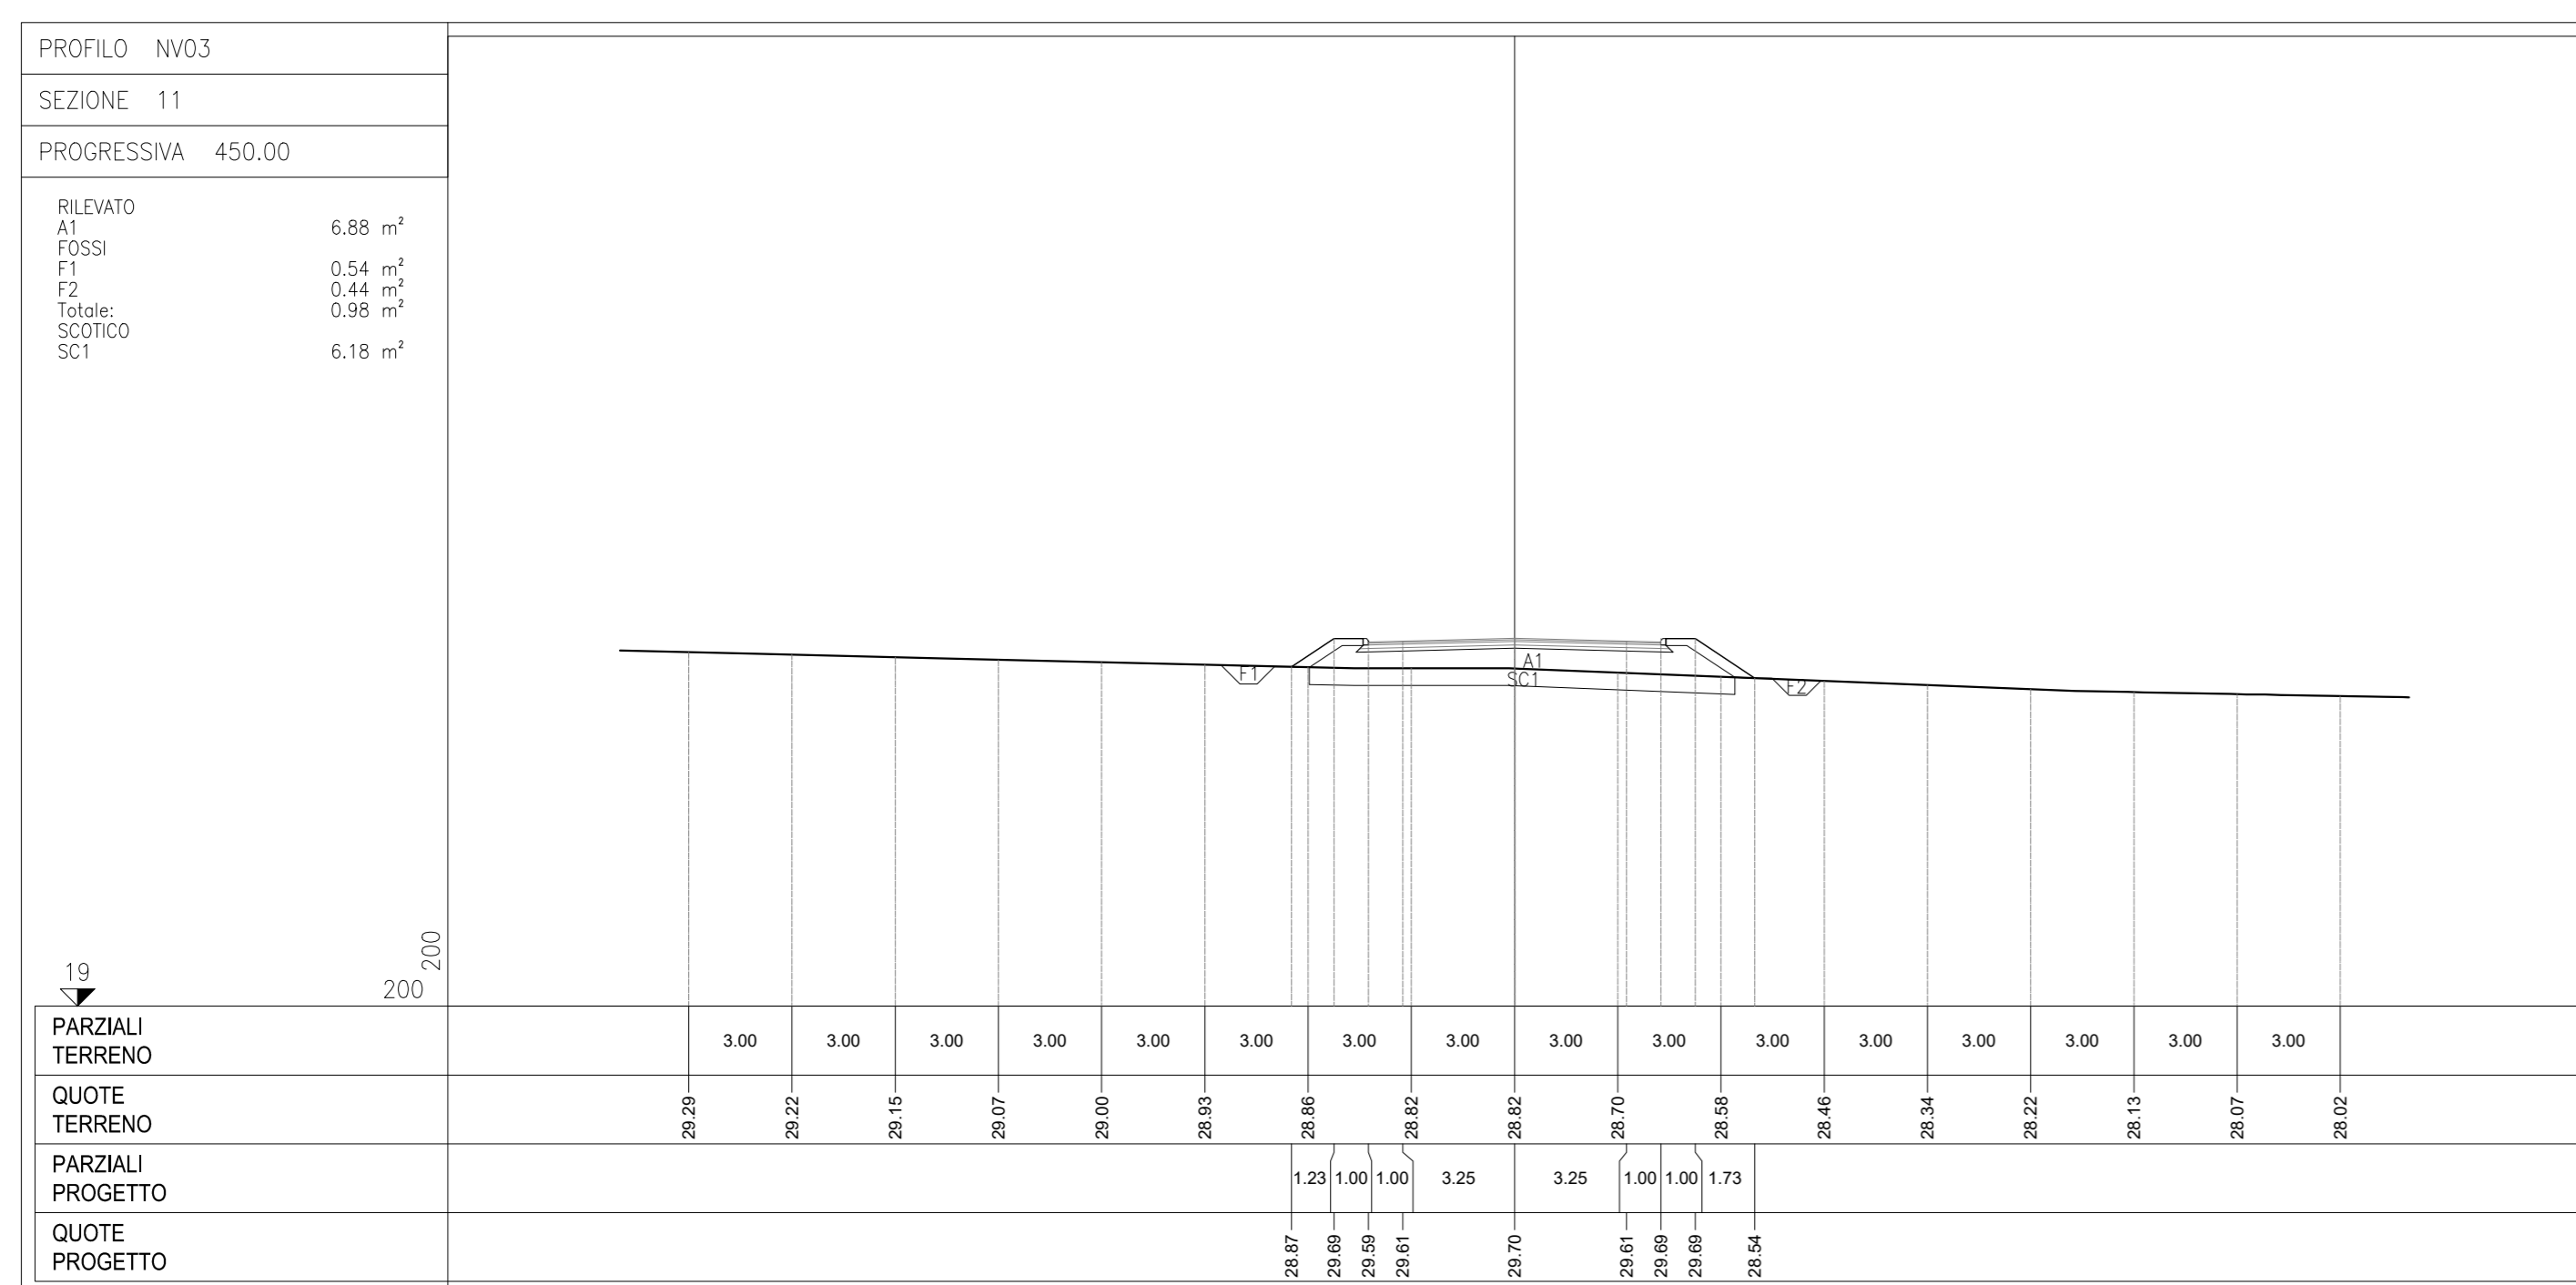 PROFILO NV03
SEZIONE 11
PROGRESSIVA 450.00
RILEVATO
A1 6.88 m²
FOSSI
F1 0.54 m²
F2 0.44 m²
Totale: 0.98 m²
SCOTICO
SC1 6.18 m²
A1
F1
SC1
F2
200
19
200
PARZIALI
TERRENO
3.00 3.00 3.00 3.00 3.00 3.00 3.00 3.00 3.00 3.00 3.00 3.00 3.00 3.00 3.00 3.00
QUOTE
TERRENO
29.29 29.22 29.15 29.07 29.00 28.93 28.86 28.82 28.82 28.70 28.58 28.46 28.34 28.22 28.13 28.07 28.02
PARZIALI
PROGETTO
1.23 1.00 1.00 3.25 3.25 1.00 1.00 1.73
QUOTE
PROGETTO
28.87 29.69 29.59 29.61 29.70 29.61 29.69 29.69 28.54